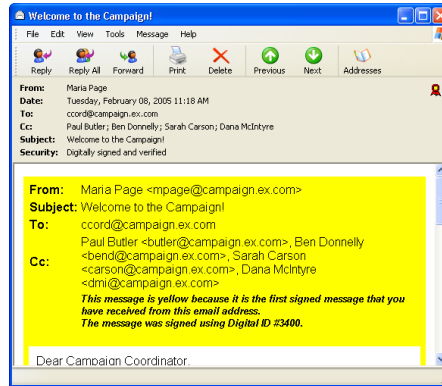 Welcome to the Campaign!
File Edit View Tools Message Help
Reply Reply All Forward Print Delete Previous Next Addresses
From: Maria Page
Date: Tuesday, February 08, 2005 11:18 AM
To: ccord@campaign.ex.com
Cc: Paul Butler; Ben Donnelly; Sarah Carson; Dana McIntyre
Subject: Welcome to the Campaign!
Security: Digitally signed and verified
From: Maria Page <mpage@campaign.ex.com>
Subject: Welcome to the Campaign!
To: ccord@campaign.ex.com
Cc: Paul Butler <butler@campaign.ex.com>, Ben Donnelly
<bend@campaign.ex.com>, Sarah Carson
<carson@campaign.ex.com>, Dana McIntyre
<dmi@campaign.ex.com>
This message is yellow because it is the first signed message that you
have received from this email address.
The message was signed using Digital ID #3400.
Dear Campaign Coordinator.